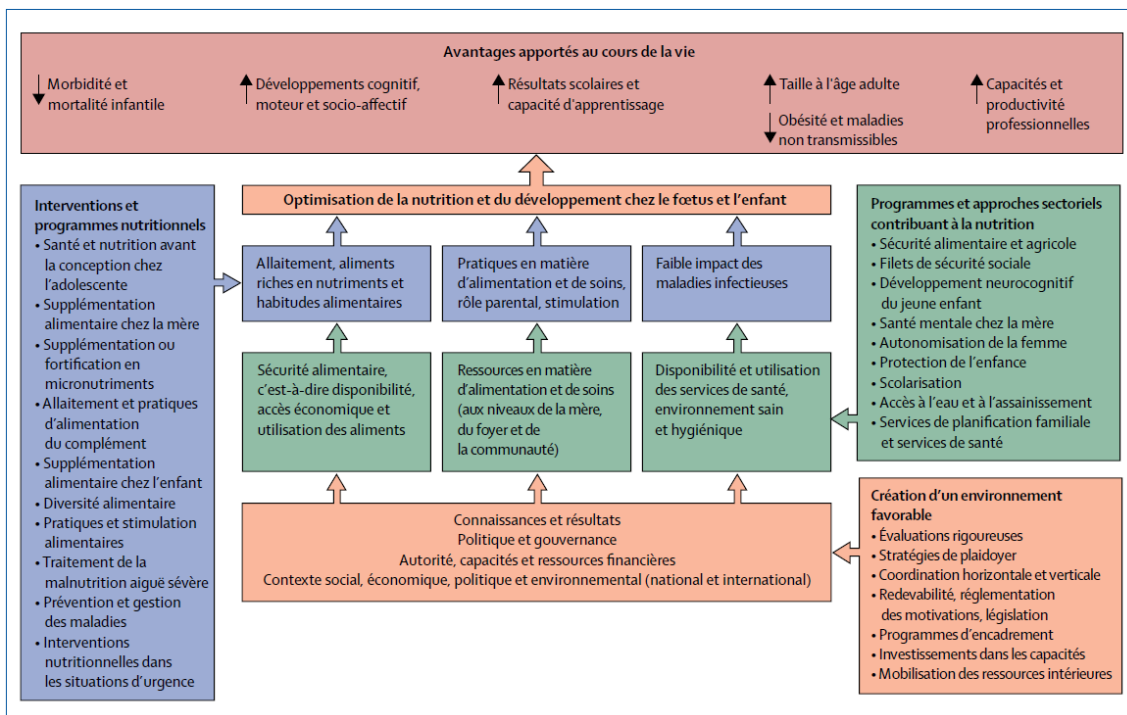 Avantages apportés au cours de la vie
Morbidité et
mortalité infantile
Développements cognitif,
moteur et socio-affectif
Résultats scolaires et
capacité d'apprentissage
Taille à l'âge adulte
Obésité et maladies
non transmissibles
Capacités et
productivité
professionnelles
Optimisation de la nutrition et du développement chez le fœtus et l'enfant
Interventions et
programmes nutritionnels
• Santé et nutrition avant
la conception chez
l'adolescente
• Supplémentation
alimentaire chez la mère
• Supplémentation ou
fortification en
micronutriments
• Allaitement et pratiques
d'alimentation
du complément
• Supplémentation
alimentaire chez l'enfant
• Diversité alimentaire
• Pratiques et stimulation
alimentaires
• Traitement de la
malnutrition aiguë sévère
• Prévention et gestion
des maladies
• Interventions
nutritionnelles dans
les situations d'urgence
Allaitement, aliments
riches en nutriments et
habitudes alimentaires
Pratiques en matière
d'alimentation et de soins,
rôle parental, stimulation
Faible impact des
maladies infectieuses
Sécurité alimentaire,
c'est-à-dire disponibilité,
accès économique et
utilisation des aliments
Ressources en matière
d'alimentation et de soins
(aux niveaux de la mère,
du foyer et de
la communauté)
Disponibilité et utilisation
des services de santé,
environnement sain
et hygiénique
Connaissances et résultats
Politique et gouvernance
Autorité, capacités et ressources financières
Contexte social, économique, politique et environnemental (national et international)
Programmes et approches sectoriels
contribuant à la nutrition
• Sécurité alimentaire et agricole
• Filets de sécurité sociale
• Développement neurocognitif
du jeune enfant
• Santé mentale chez la mère
• Autonomisation de la femme
• Protection de l'enfance
• Scolarisation
• Accès à l'eau et à l'assainissement
• Services de planification familiale
et services de santé
Création d'un environnement
favorable
• Évaluations rigoureuses
• Stratégies de plaidoyer
• Coordination horizontale et verticale
• Redevabilité, réglementation
des motivations, législation
• Programmes d'encadrement
• Investissements dans les capacités
• Mobilisation des ressources intérieures